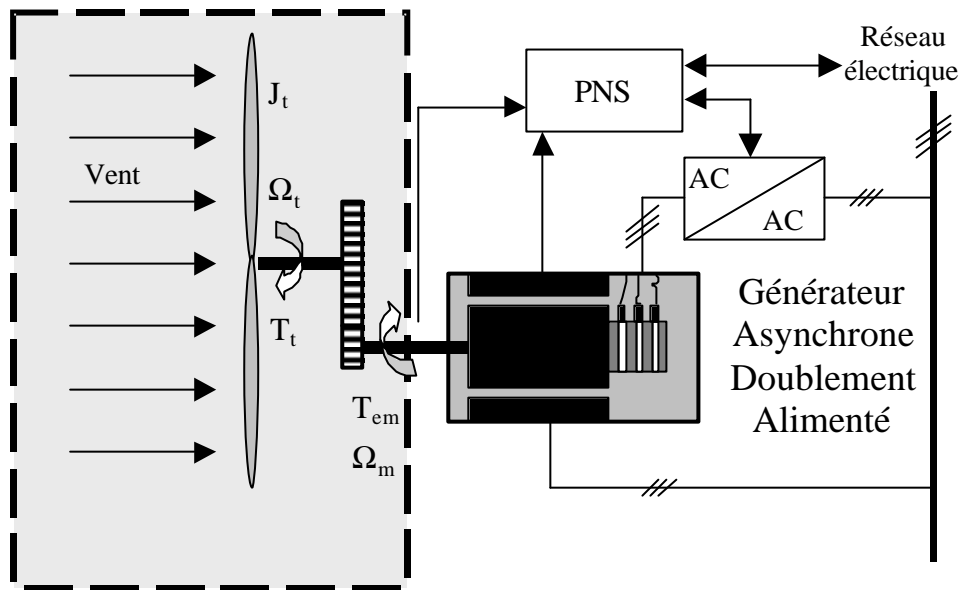 Réseau
électrique
PNS
J_t
Vent
Ω_t
AC
AC
T_t
Générateur
Asynchrone
Doublement
Alimenté
T_em
Ω_m